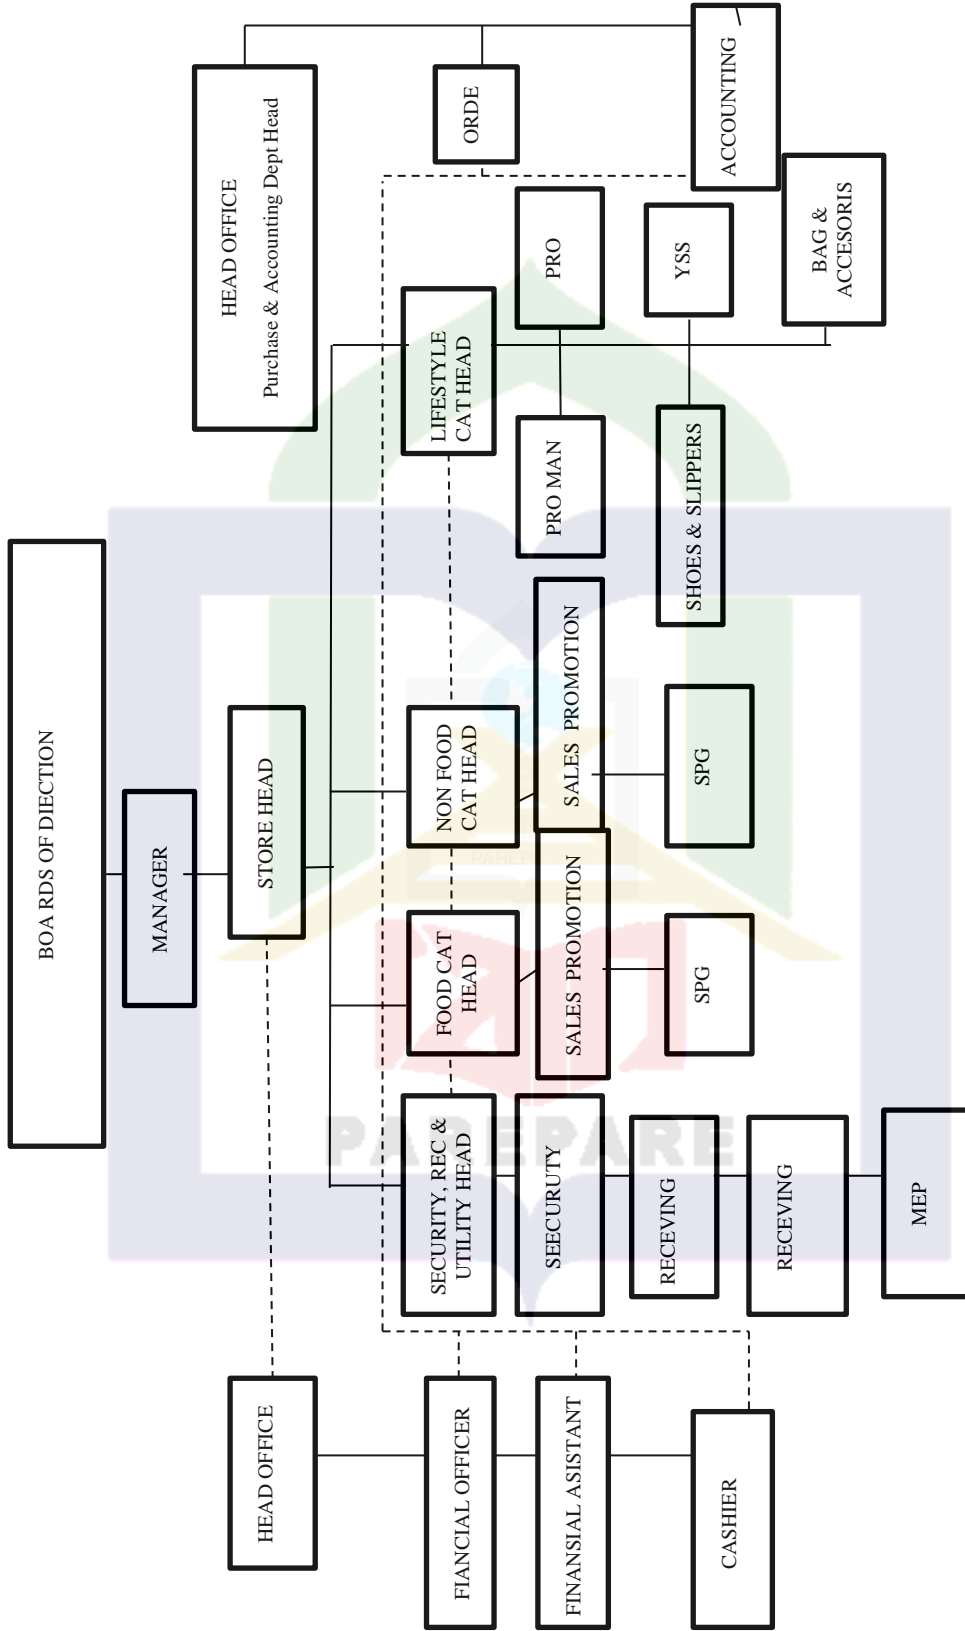 BOA RDS OF DIECTION
MANAGER
STORE HEAD
HEAD OFFICE
HEAD OFFICE
Purchase & Accounting Dept Head
FIANCIAL OFFICER
FINANSIAL ASISTANT
CASHIER
SECURITY, REC &
UTILITY HEAD
SEECURUTY
RECEVING
RECEVING
MEP
FOOD CAT
HEAD
SALES PROMOTION
SPG
NON FOOD
CAT HEAD
SALES PROMOTION
SPG
LIFESTYLE
CAT HEAD
PRO MAN
PRO
SHOES & SLIPPERS
YSS
BAG &
ACCESORIS
ORDE
ACCOUNTING
PAREPARE